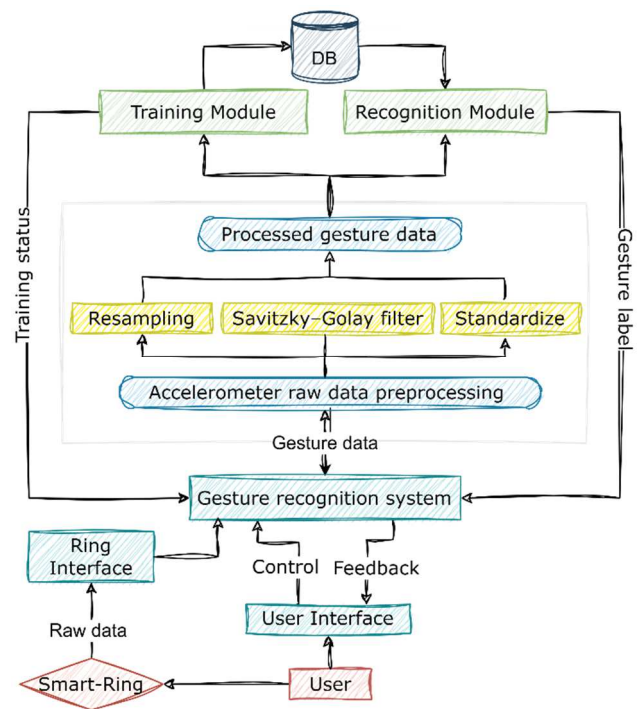 DB
Training Module
Recognition Module
Processed gesture data
Training status
Gesture label
Resampling
Savitzky–Golay filter
Standardize
Accelerometer raw data preprocessing
Gesture data
Gesture recognition system
Ring
Interface
Control
Feedback
User Interface
Raw data
Smart-Ring
User